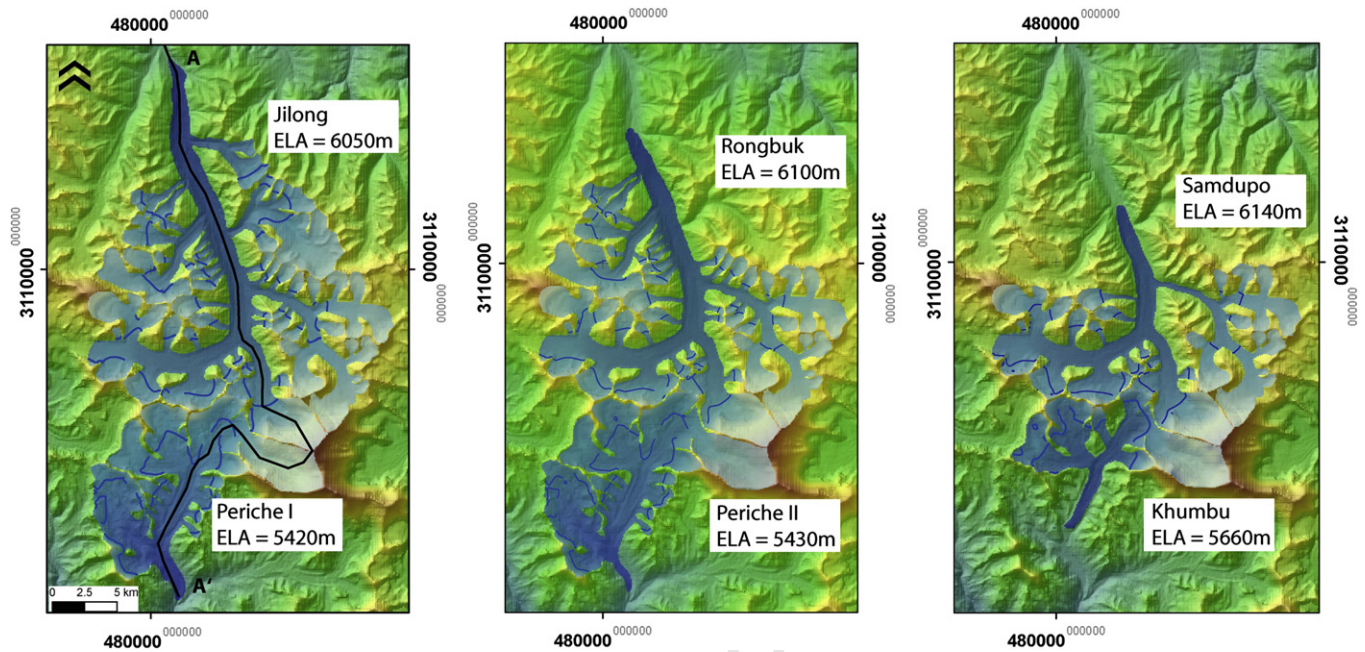 480000 000000
480000 000000
480000 000000
A
Jilong
ELA = 6050m
Rongbuk
ELA = 6100m
Samdupo
ELA = 6140m
3110000 000000
3110000 000000
3110000 000000
3110000 000000
Periche I
ELA = 5420m
Periche II
ELA = 5430m
Khumbu
ELA = 5660m
A'
0 2.5 5 km
480000 000000
480000 000000
480000 000000